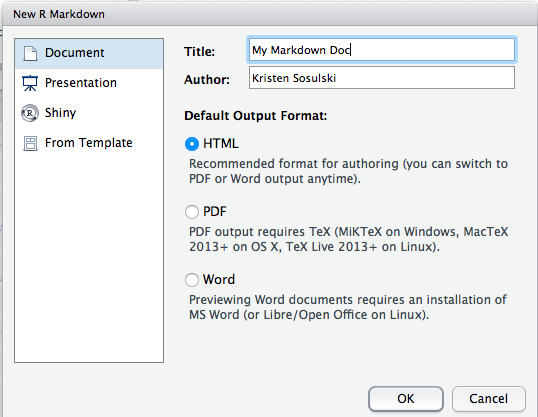 New R Markdown
Document
Presentation
Shiny
From Template
Title: My Markdown Doc
Author: Kristen Sosulski
Default Output Format:
HTML
Recommended format for authoring (you can switch to
PDF or Word output anytime).
PDF
PDF output requires TeX (MiKTeX on Windows, MacTeX
2013+ on OS X, TeX Live 2013+ on Linux).
Word
Previewing Word documents requires an installation of
MS Word (or Libre/Open Office on Linux).
OK Cancel